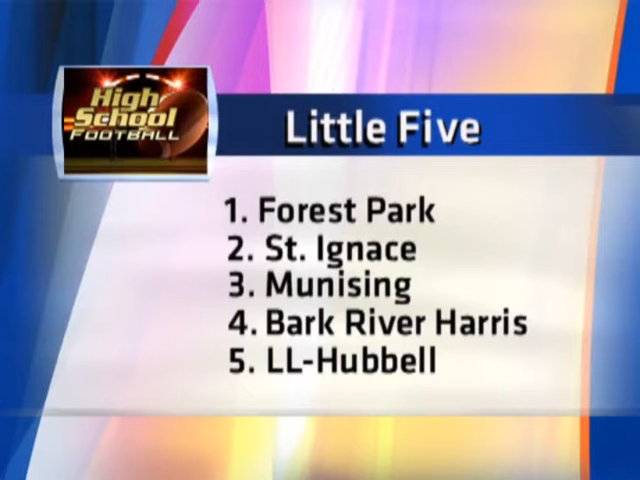 High
School
FOOTBALL
Little Five
1. Forest Park
2. St. Ignace
3. Munising
4. Bark River Harris
5. LL-Hubbell